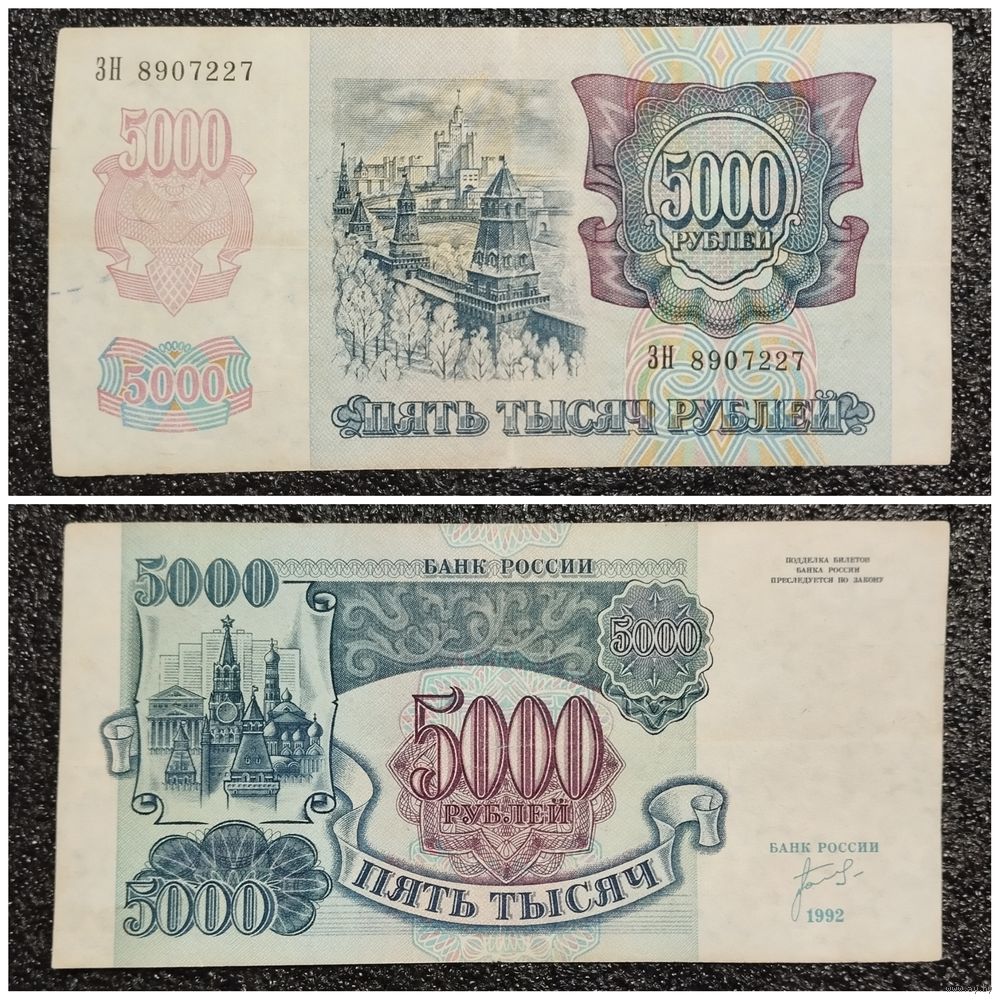 ЗН 8907227
5000
5000
РУБЛЕЙ
5000
ЗН 8907227
ПЯТЬ ТЫСЯЧ РУБЛЕЙ
5000
БАНК РОССИИ
ПОДДЕЛКА БИЛЕТОВ
БАНКА РОССИИ
ПРЕСЛЕДУЕТСЯ ПО ЗАКОНУ
5000
5000
РУБЛЕЙ
ПЯТЬ ТЫСЯЧ
5000
БАНК РОССИИ
1992